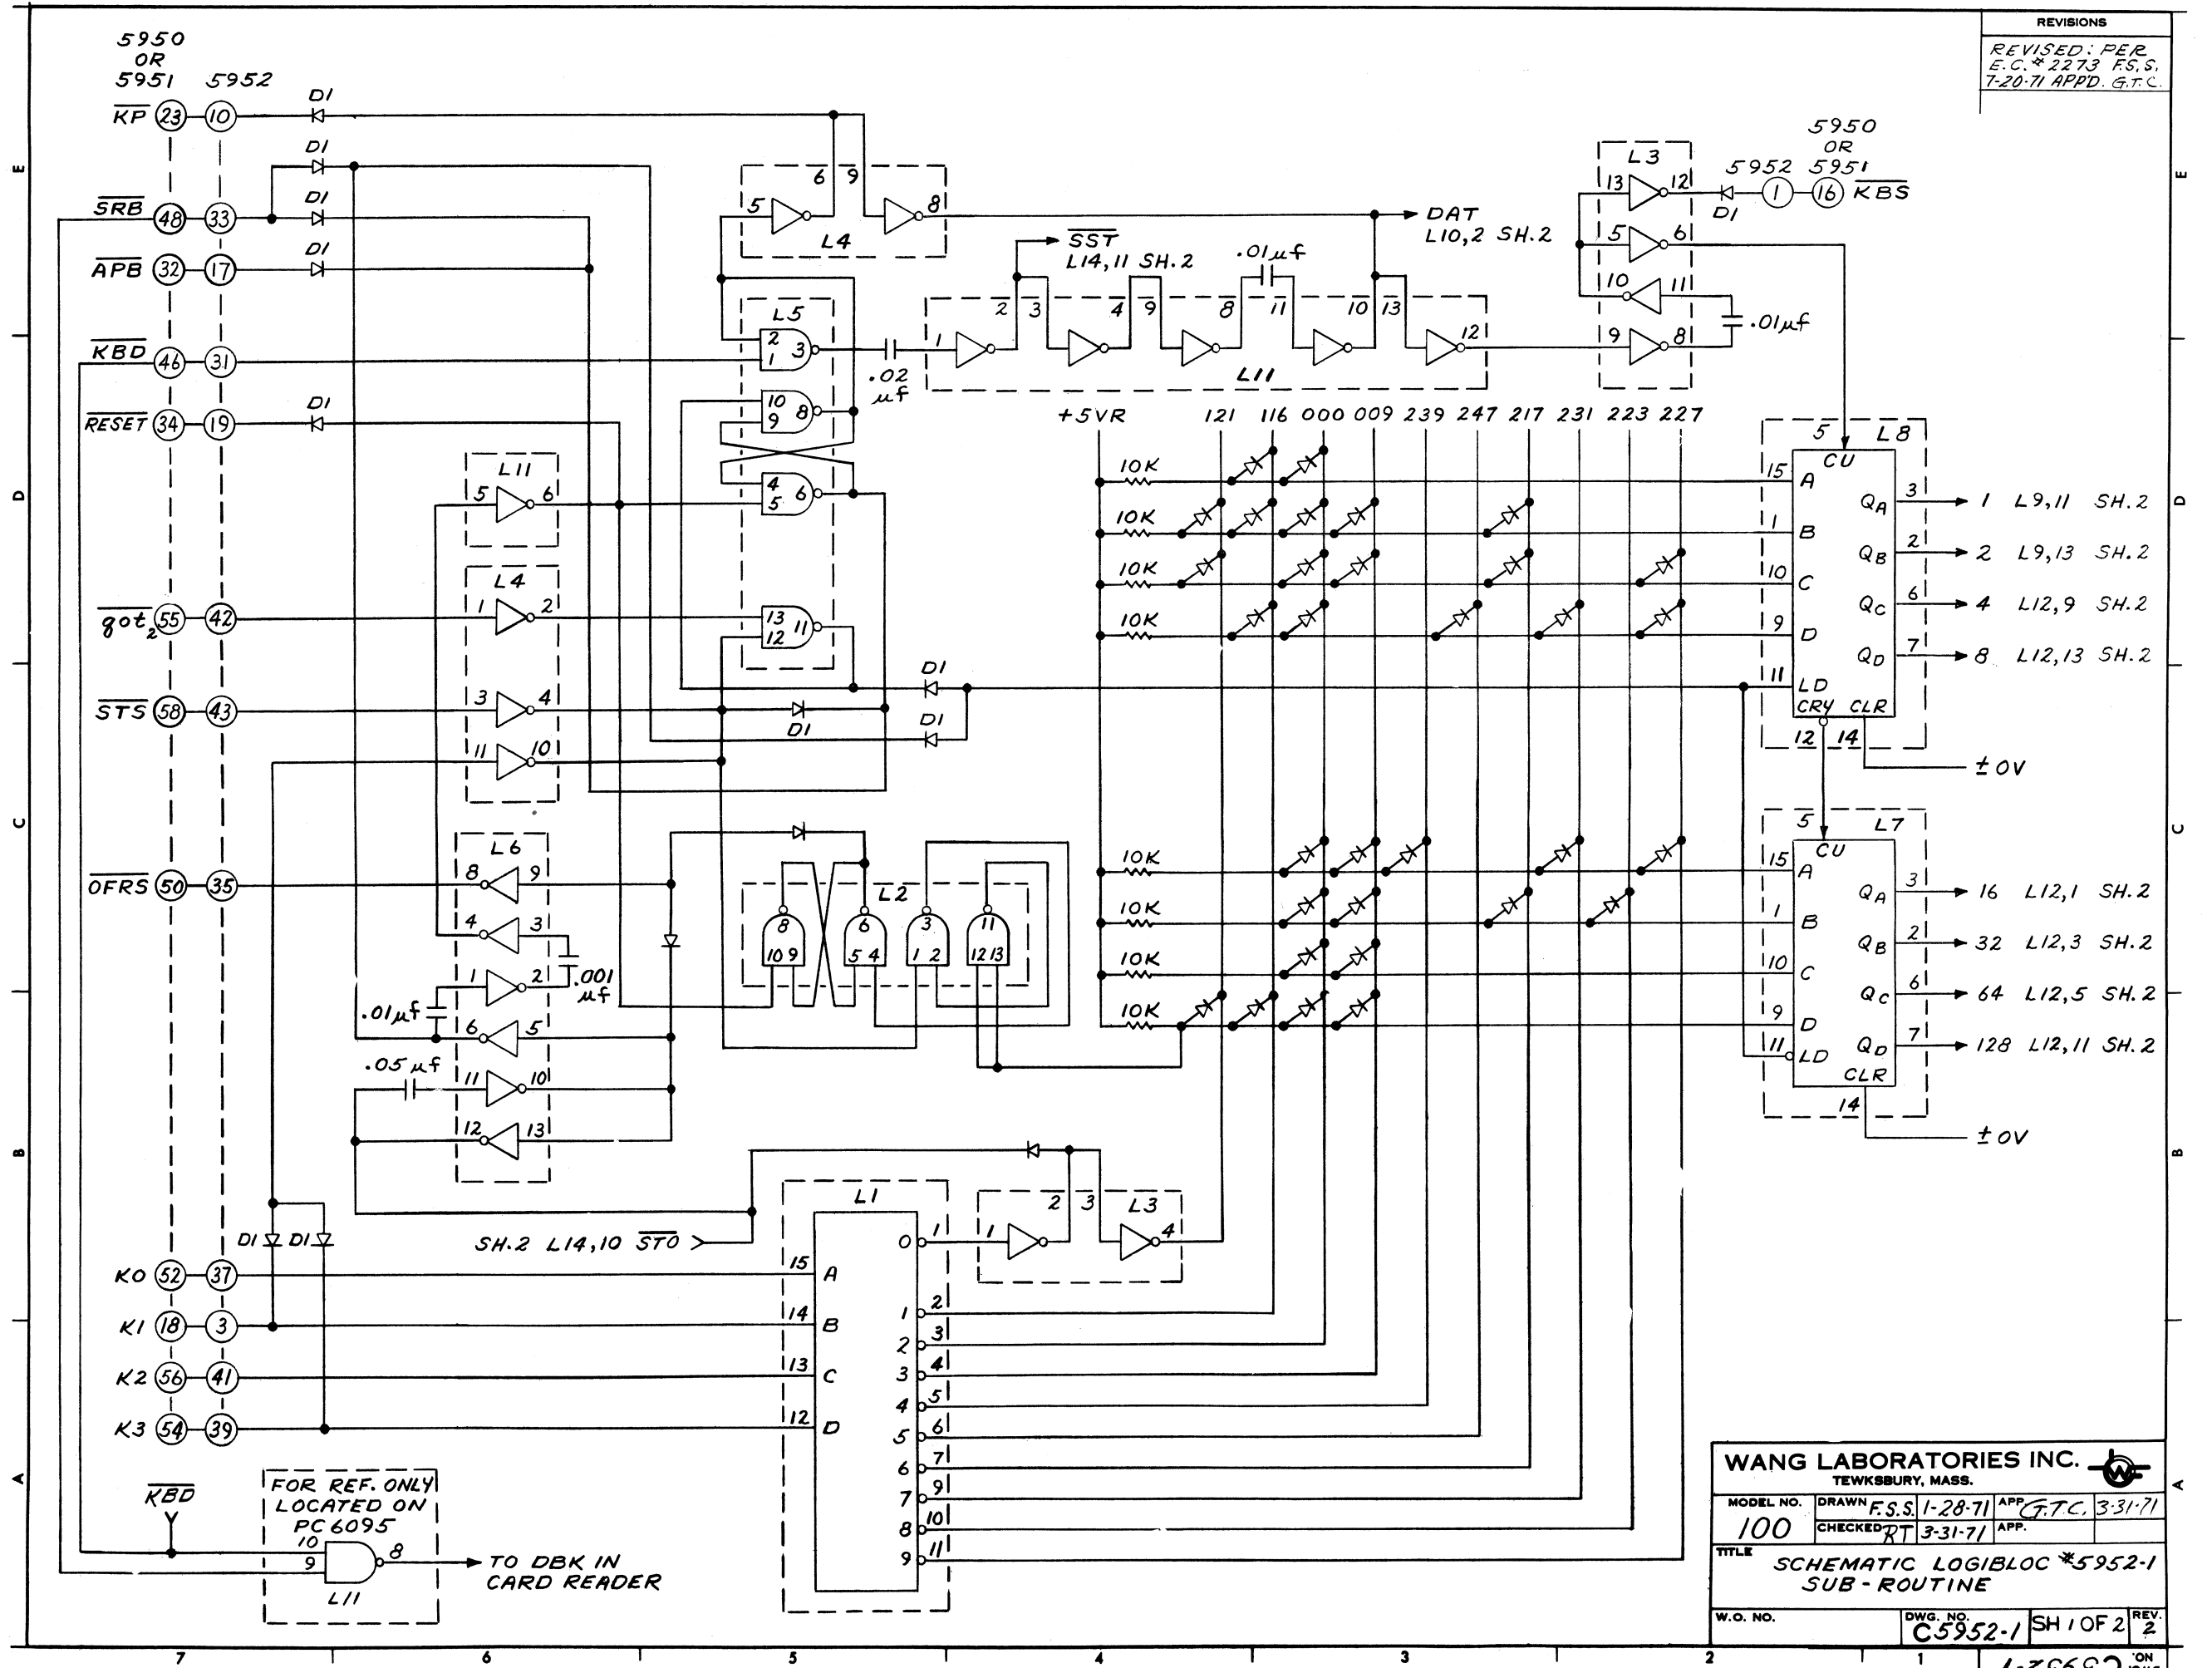 REVISIONS
REVISED: PER
E.C.# 2273 F.S.S.
7-20-71 APP'D. G.T.C.
5950
OR
5951 5952
KP 23 10 D1
D1
SRB 48 33 D1
APB 32 17 D1
KBD 46 31
RESET 34 19 D1
got2 55 42
STS 58 43
OFRS 50 35
K0 52 37
K1 18 3
K2 56 41
K3 54 39
6 9
5 8
L4
DAT
L10,2 SH.2
SST
L14,11 SH.2
.01µf
L5
2 3
1
10 8
9
4 6
5
13 11
12
.02
µf
1 2 3 4 9 8 11 10 13 12
L11
L3
13 12
5 6
10 11
9 8
.01µf
5950
OR
5952 5951
D1 1 16 KBS
L11
5 6
L4
1 2
3 4
11 10
D1
D1
D1
+5VR 121 116 000 009 239 247 217 231 223 227
10K
10K
10K
10K
10K
10K
10K
10K
5 L8
CU
15 A QA 3 1 L9,11 SH.2
1 B QB 2 2 L9,13 SH.2
10 C QC 6 4 L12,9 SH.2
9 D QD 7 8 L12,13 SH.2
11 LD
CRY CLR
12 14
± 0V
5 L7
CU
15 A QA 3 16 L12,1 SH.2
1 B QB 2 32 L12,3 SH.2
10 C QC 6 64 L12,5 SH.2
9 D QD 7 128 L12,11 SH.2
11 LD
CLR
14
± 0V
L6
8 9
4 3
1 2
.001
µf
.01µf
6 5
.05µf
11 10
12 13
L2
8 6 3 11
10 9 5 4 1 2 12 13
SH.2 L14,10 STO
D1 D1
L1
0 1
15 A
14 B
13 C
12 D
1 2
2 3
3 4
4 5
5 6
6 7
7 9
8 10
9 11
2 3 L3
1 4
KBD
FOR REF. ONLY
LOCATED ON
PC 6095
10
9 8
L11
TO DBK IN
CARD READER
WANG LABORATORIES INC.
TEWKSBURY, MASS.
MODEL NO. 100
DRAWN F.S.S. 1-28-71 APP. G.T.C. 3-31-71
CHECKED RT 3-31-71 APP.
TITLE
SCHEMATIC LOGIBLOC #5952-1
SUB-ROUTINE
W.O. NO. DWG. NO. C5952-1 SH 1 OF 2 REV. 2
E D C B A
E D C B A
7 6 5 4 3 2 1